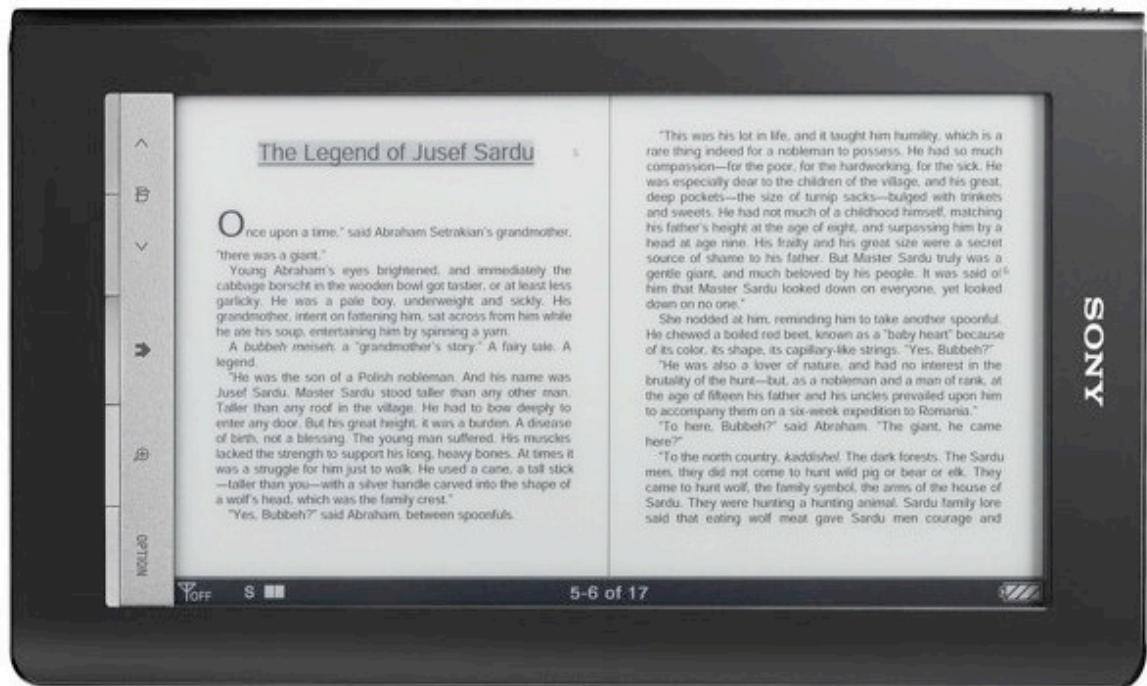 The Legend of Jusef Sardu
5
Once upon a time," said Abraham Setrakian's grandmother,
"there was a giant."
Young Abraham's eyes brightened, and immediately the
cabbage borscht in the wooden bowl got tastier, or at least less
garlicky. He was a pale boy, underweight and sickly. His
grandmother, intent on fattening him, sat across from him while
he ate his soup, entertaining him by spinning a yarn.
A bubbeh meiseh, a "grandmother's story." A fairy tale. A
legend.
"He was the son of a Polish nobleman. And his name was
Jusef Sardu. Master Sardu stood taller than any other man.
Taller than any roof in the village. He had to bow deeply to
enter any door. But his great height, it was a burden. A disease
of birth, not a blessing. The young man suffered. His muscles
lacked the strength to support his long, heavy bones. At times it
was a struggle for him just to walk. He used a cane, a tall stick
—taller than you—with a silver handle carved into the shape of
a wolf's head, which was the family crest."
"Yes, Bubbeh?" said Abraham, between spoonfuls.
"This was his lot in life, and it taught him humility, which is a
rare thing indeed for a nobleman to possess. He had so much
compassion—for the poor, for the hardworking, for the sick. He
was especially dear to the children of the village, and his great,
deep pockets—the size of turnip sacks—bulged with trinkets
and sweets. He had not much of a childhood himself, matching
his father's height at the age of eight, and surpassing him by a
head at age nine. His frailty and his great size were a secret
source of shame to his father. But Master Sardu truly was a
gentle giant, and much beloved by his people. It was said of 6
him that Master Sardu looked down on everyone, yet looked
down on no one."
She nodded at him, reminding him to take another spoonful.
He chewed a boiled red beet, known as a "baby heart" because
of its color, its shape, its capillary-like strings. "Yes, Bubbeh?"
"He was also a lover of nature, and had no interest in the
brutality of the hunt—but, as a nobleman and a man of rank, at
the age of fifteen his father and his uncles prevailed upon him
to accompany them on a six-week expedition to Romania."
"To here, Bubbeh?" said Abraham. "The giant, he came
here?"
"To the north country, kaddishel. The dark forests. The Sardu
men, they did not come to hunt wild pig or bear or elk. They
came to hunt wolf, the family symbol, the arms of the house of
Sardu. They were hunting a hunting animal. Sardu family lore
said that eating wolf meat gave Sardu men courage and
OPTION
OFF S 5-6 of 17
SONY